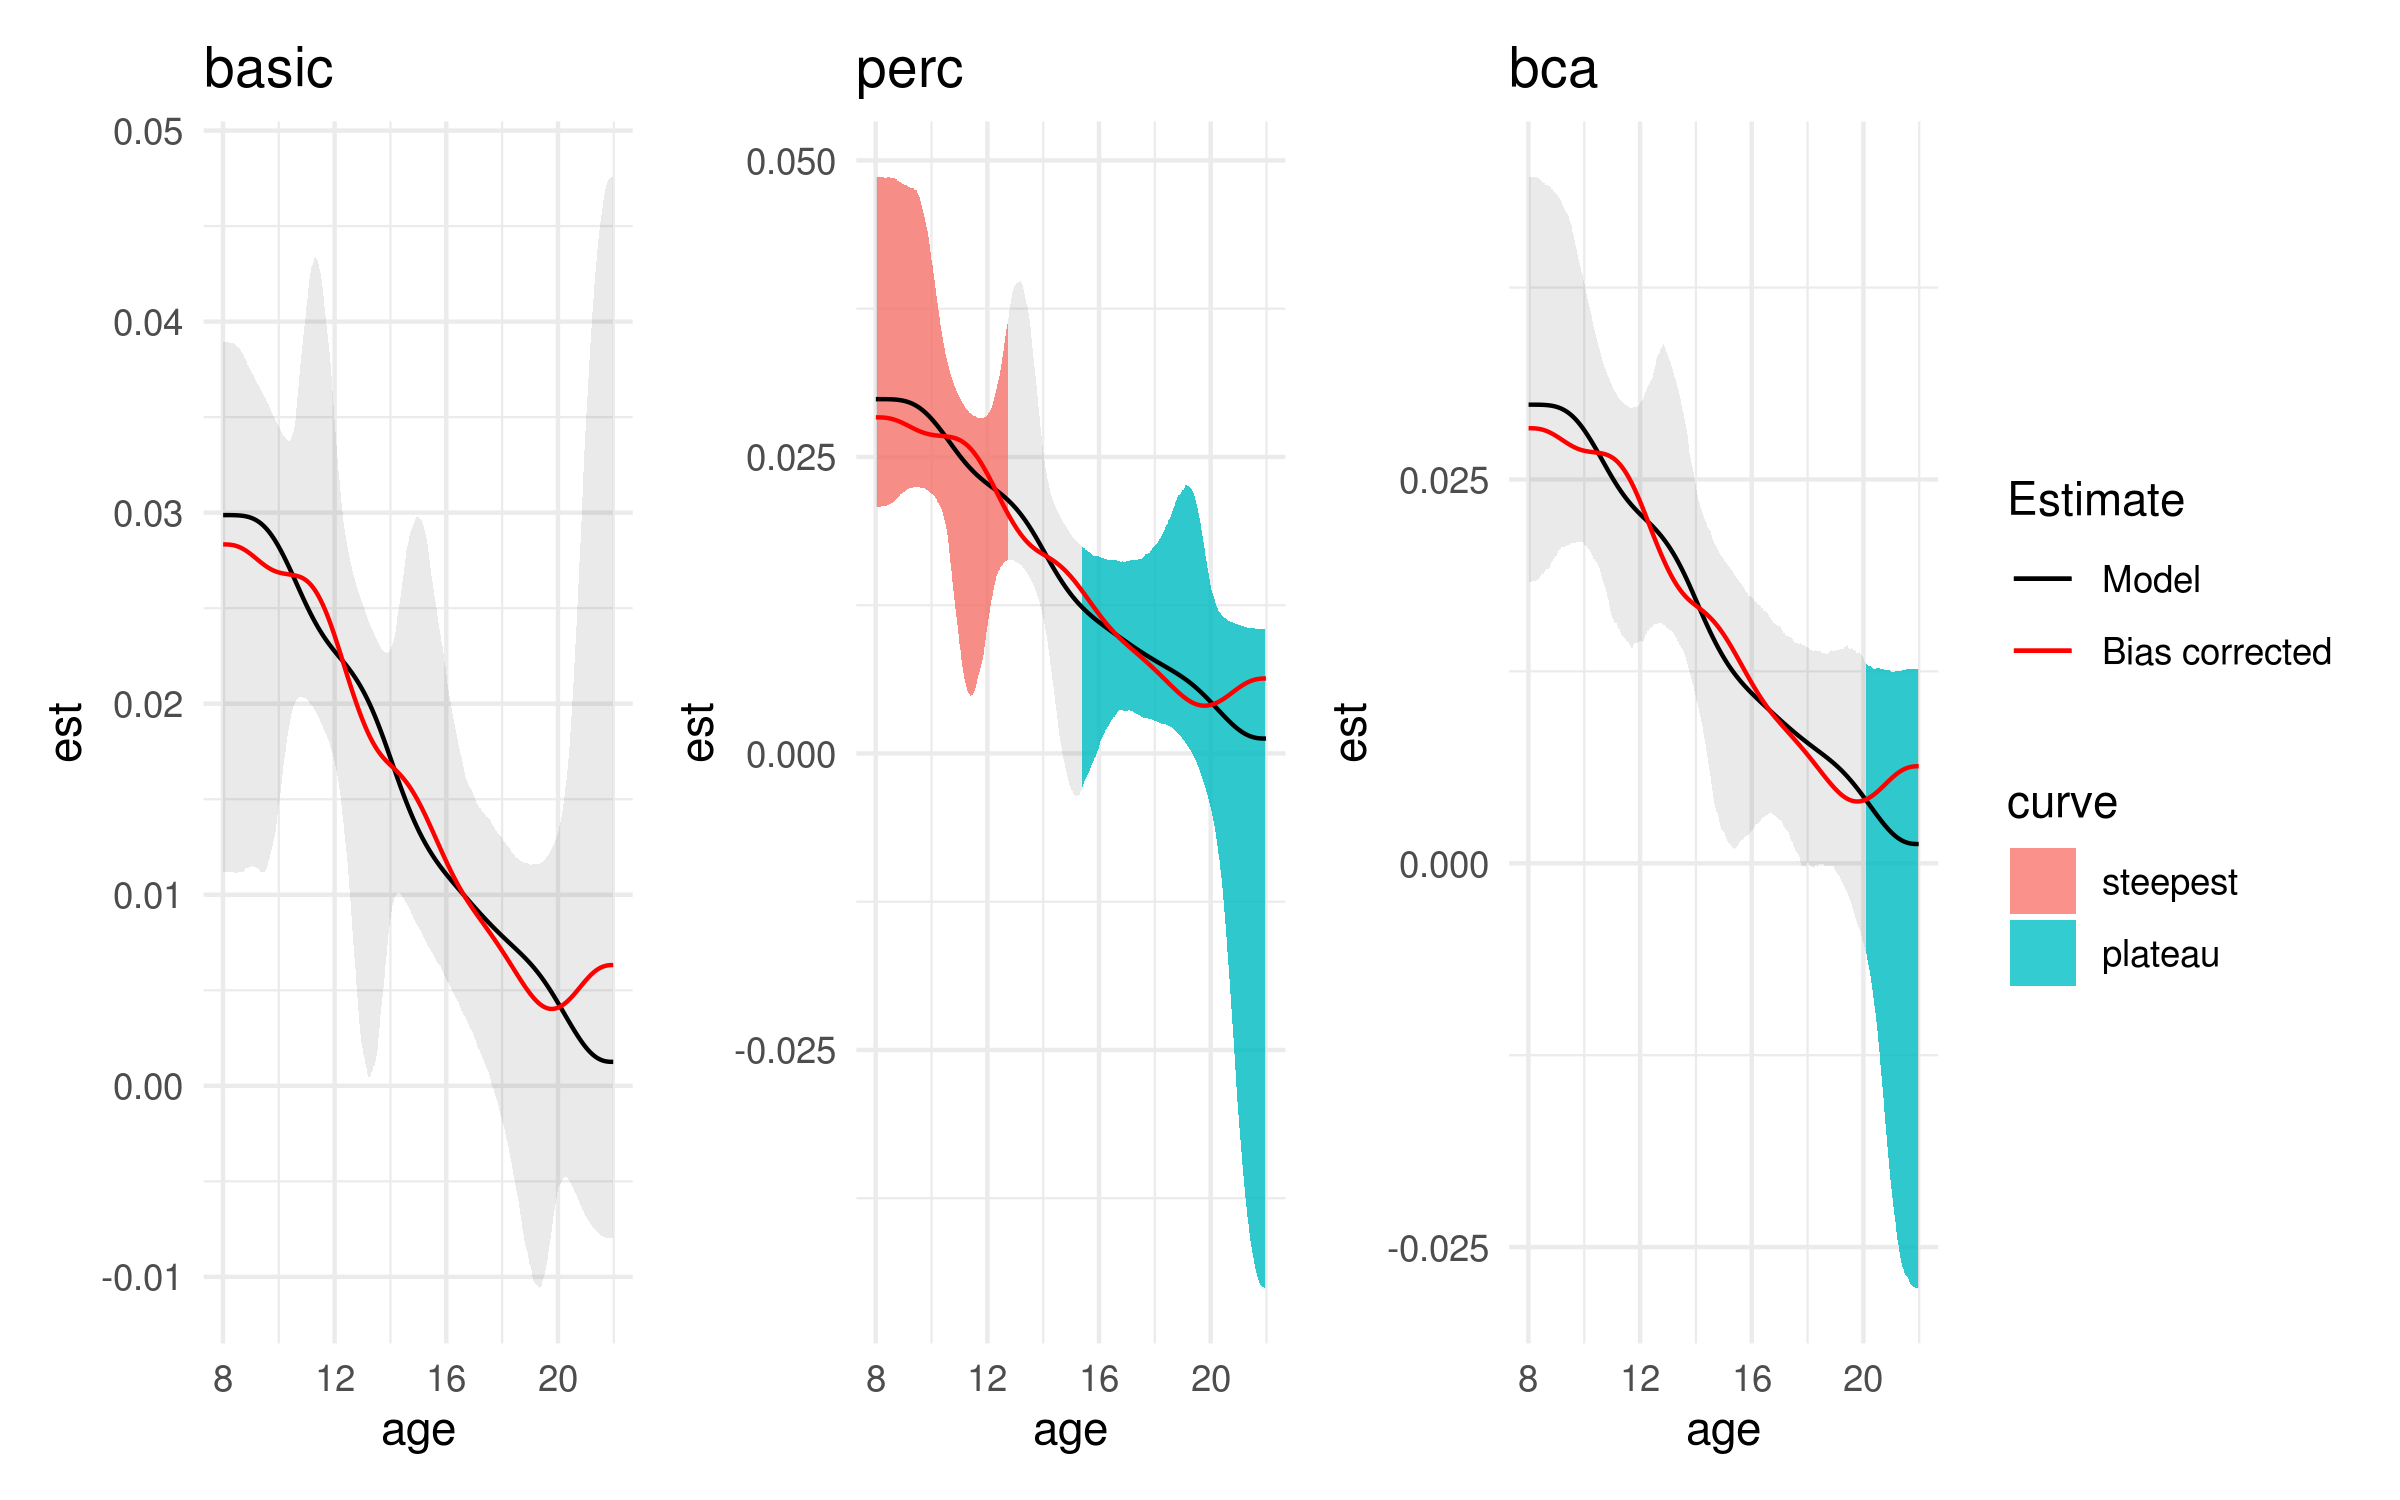 basic
0.05
0.04
0.03
0.02
0.01
0.00
-0.01
est
8 12 16 20
age
perc
0.050
0.025
0.000
-0.025
est
8 12 16 20
age
bca
0.025
0.000
-0.025
est
8 12 16 20
age
Estimate
Model
Bias corrected
curve
steepest
plateau